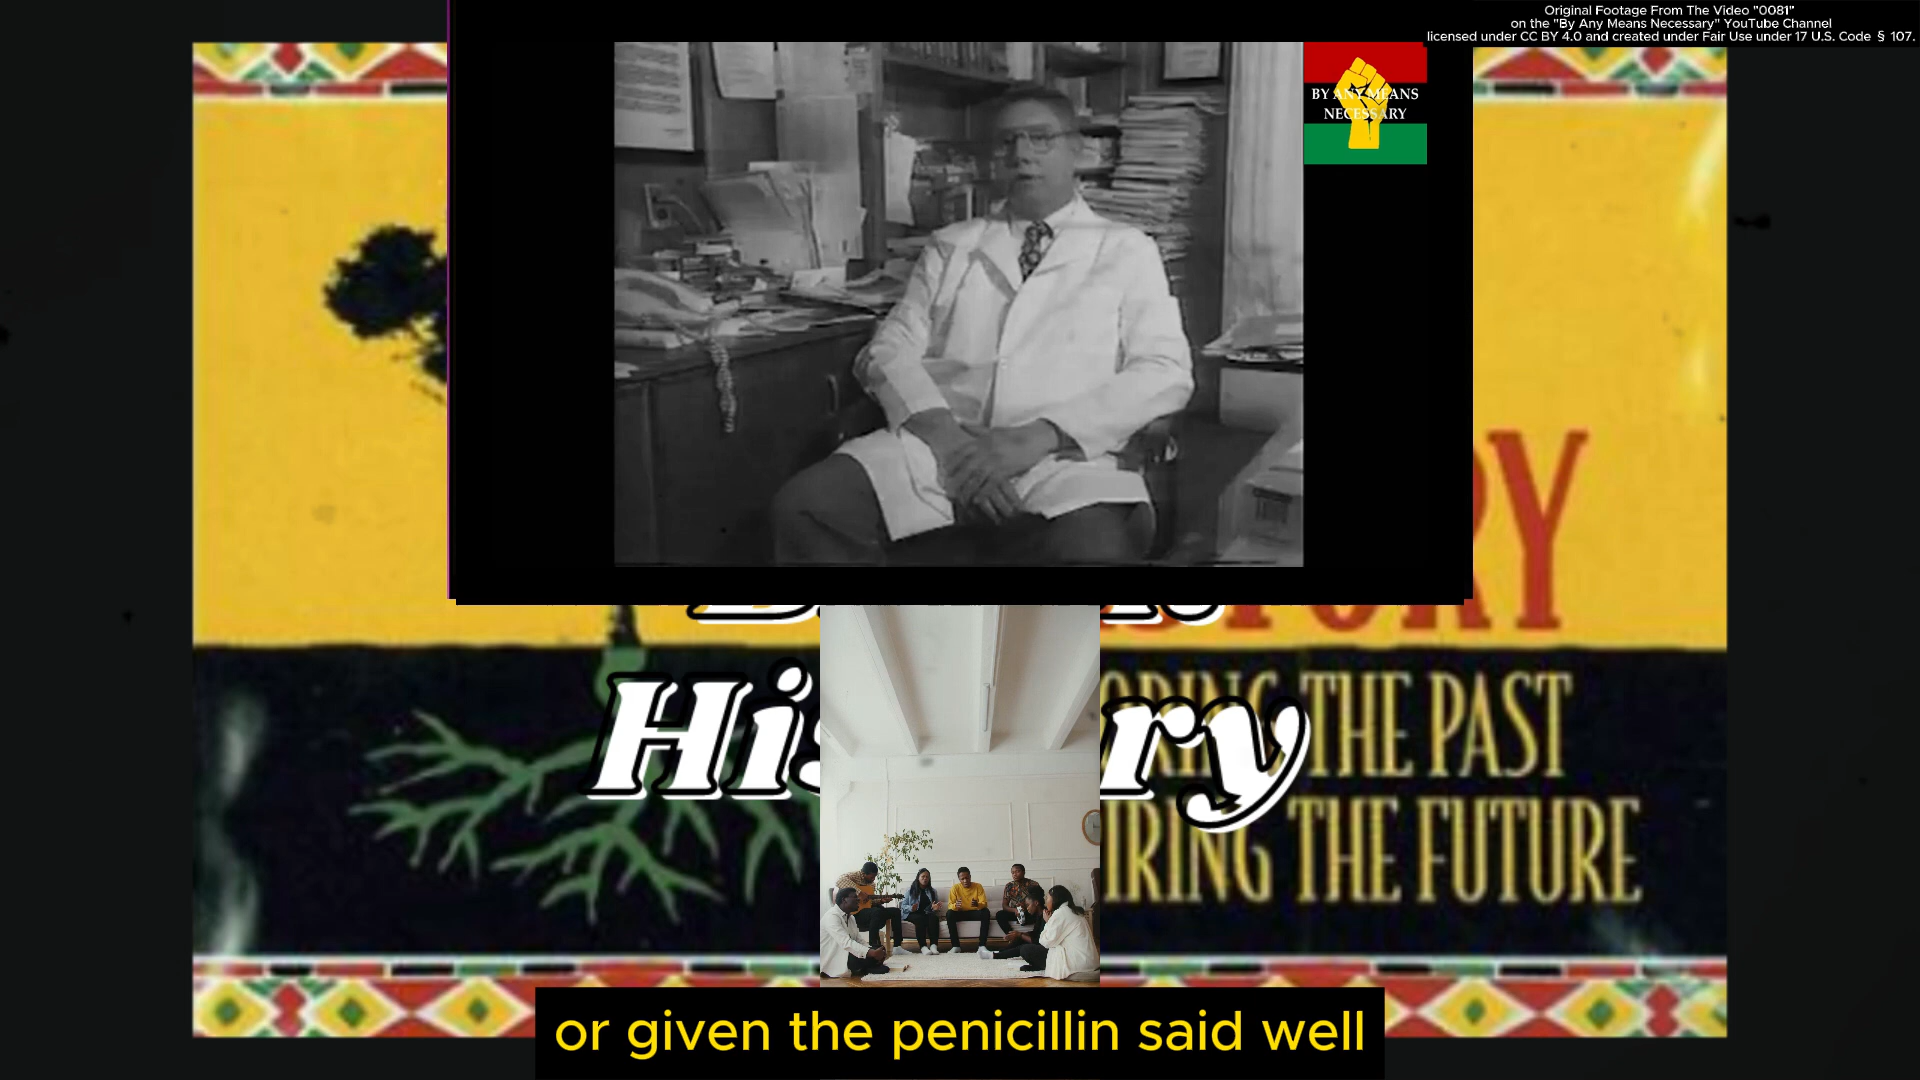 Original Footage From The Video "0081"
on the "By Any Means Necessary" YouTube Channel
licensed under CC BY 4.0 and created under Fair Use under 17 U.S. Code § 107.
BY ANY MEANS
NECESSARY
THE PAST
THE FUTURE
or given the penicillin said well